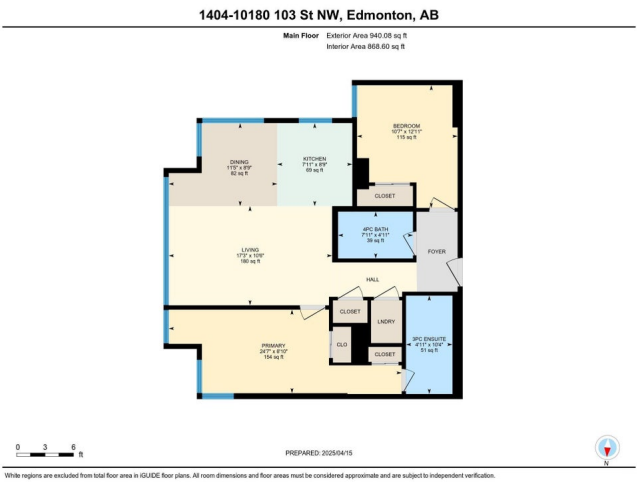 1404-10180 103 St NW, Edmonton, AB
Main Floor Exterior Area 940.08 sq ft
Interior Area 868.60 sq ft
BEDROOM
10'7" x 12'11"
115 sq ft
DINING
11'5" x 8'9"
82 sq ft
KITCHEN
7'11" x 8'9"
69 sq ft
CLOSET
4PC BATH
7'11" x 4'11"
39 sq ft
FOYER
LIVING
17'3" x 10'6"
180 sq ft
HALL
CLOSET
LNDRY
PRIMARY
24'7" x 8'10"
154 sq ft
CLO
CLOSET
3PC ENSUITE
4'11" x 10'4"
51 sq ft
0 3 6
ft
PREPARED: 2025/04/15
N
White regions are excluded from total floor area in iGUIDE floor plans. All room dimensions and floor areas must be considered approximate and are subject to independent verification.